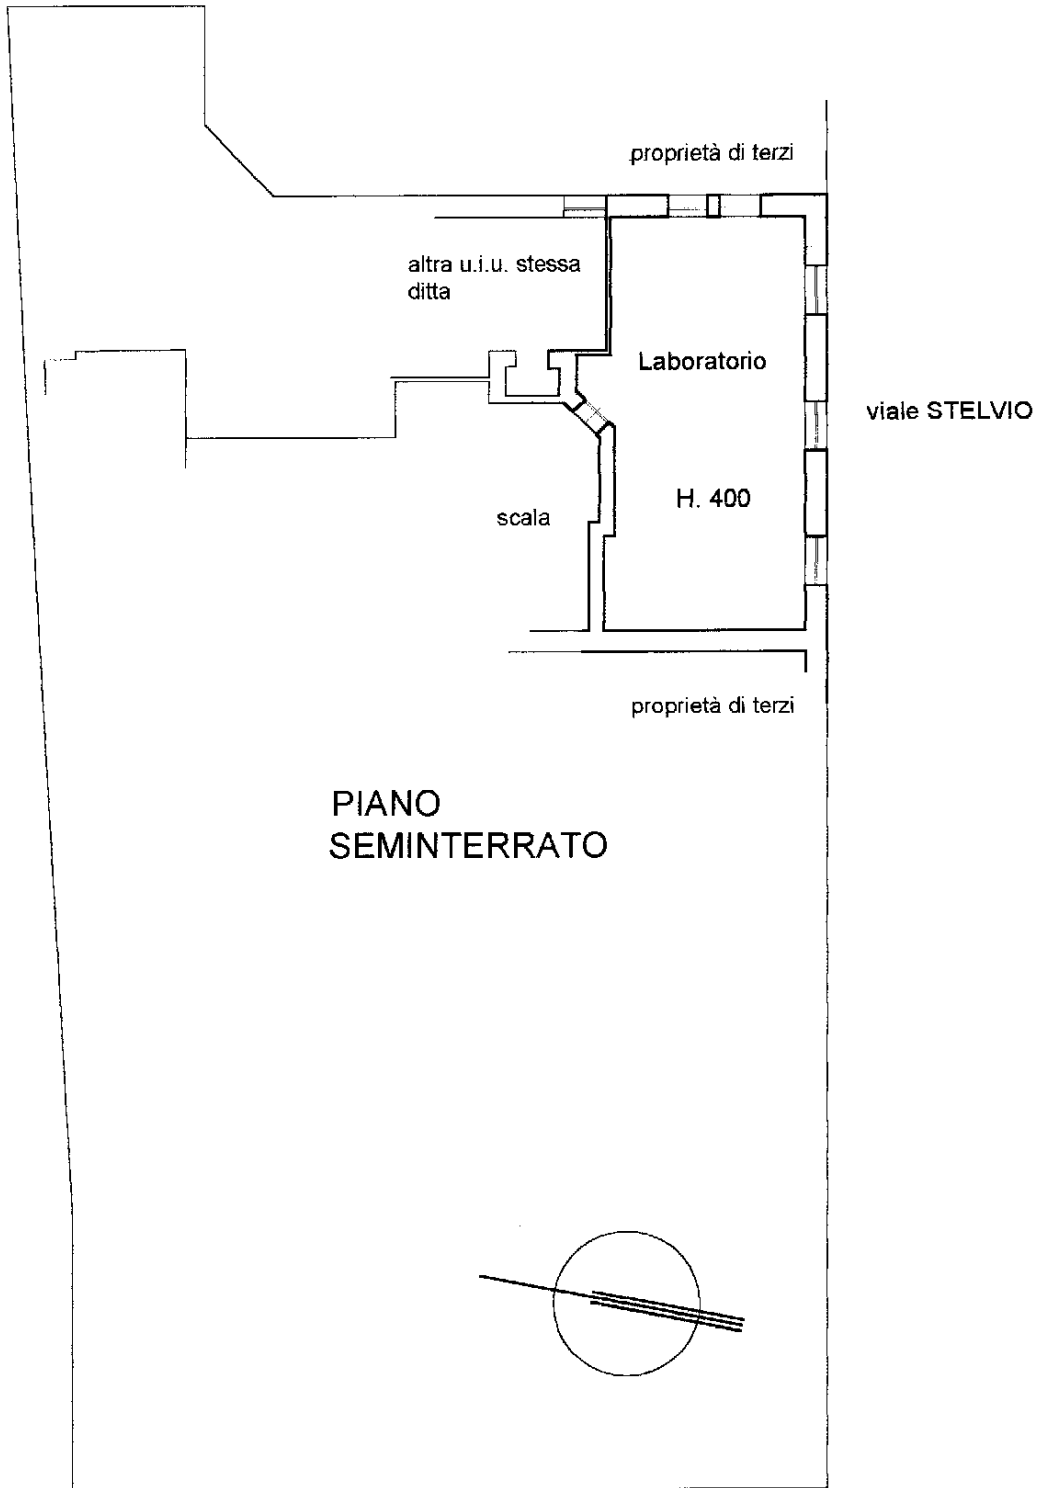 proprietà di terzi
altra u.i.u. stessa
ditta
Laboratorio
viale STELVIO
H. 400
scala
proprietà di terzi
PIANO
SEMINTERRATO